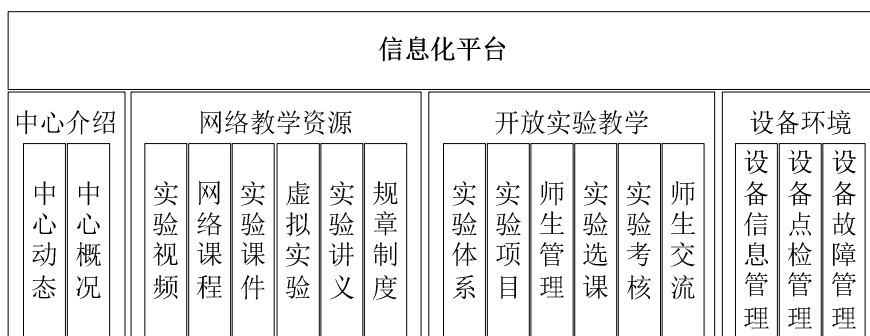 信息化平台
中心介绍
中心动态
中心概况
网络教学资源
实验视频
网络课程
实验课件
虚拟实验
实验讲义
规章制度
开放实验教学
实验体系
实验项目
师生管理
实验选课
实验考核
师生交流
设备环境
设备信息管理
设备点检管理
设备故障管理